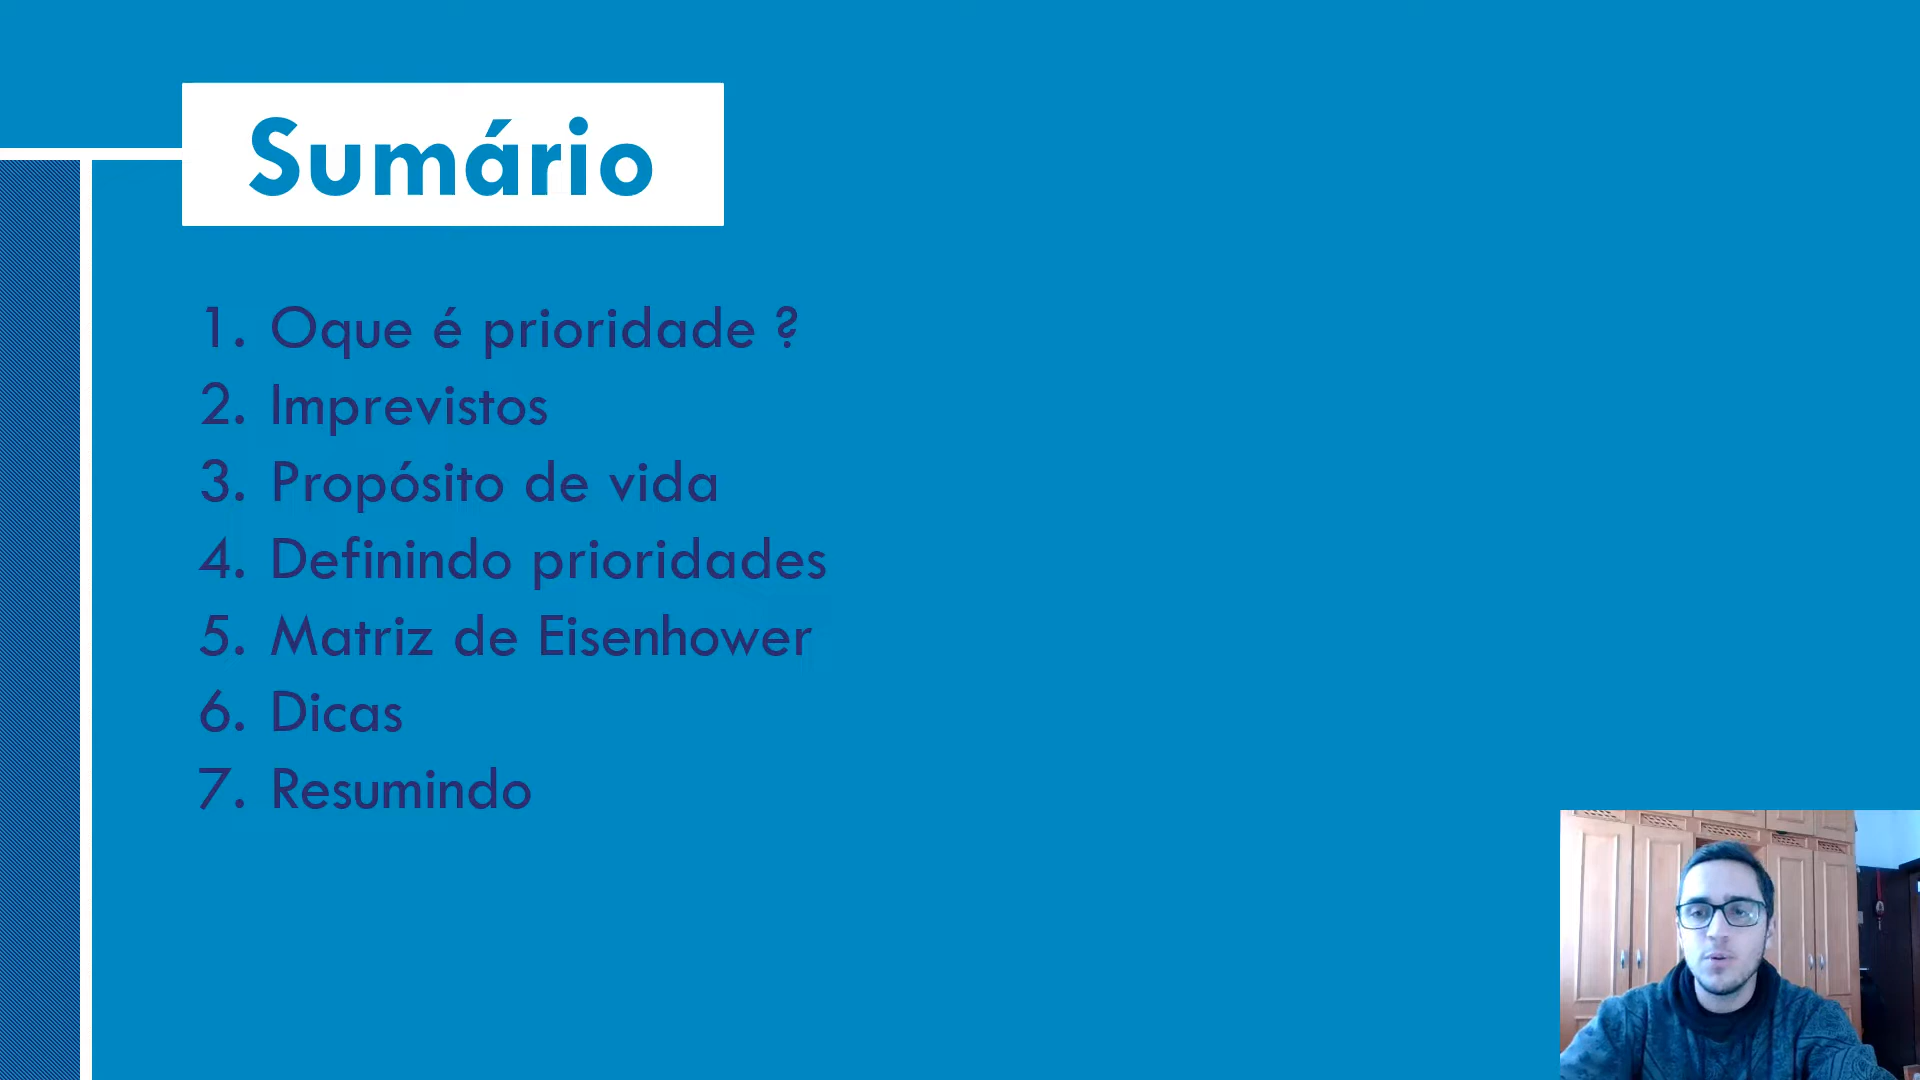 Sumário
1. Oque é prioridade ?
2. Imprevistos
3. Propósito de vida
4. Definindo prioridades
5. Matriz de Eisenhower
6. Dicas
7. Resumindo